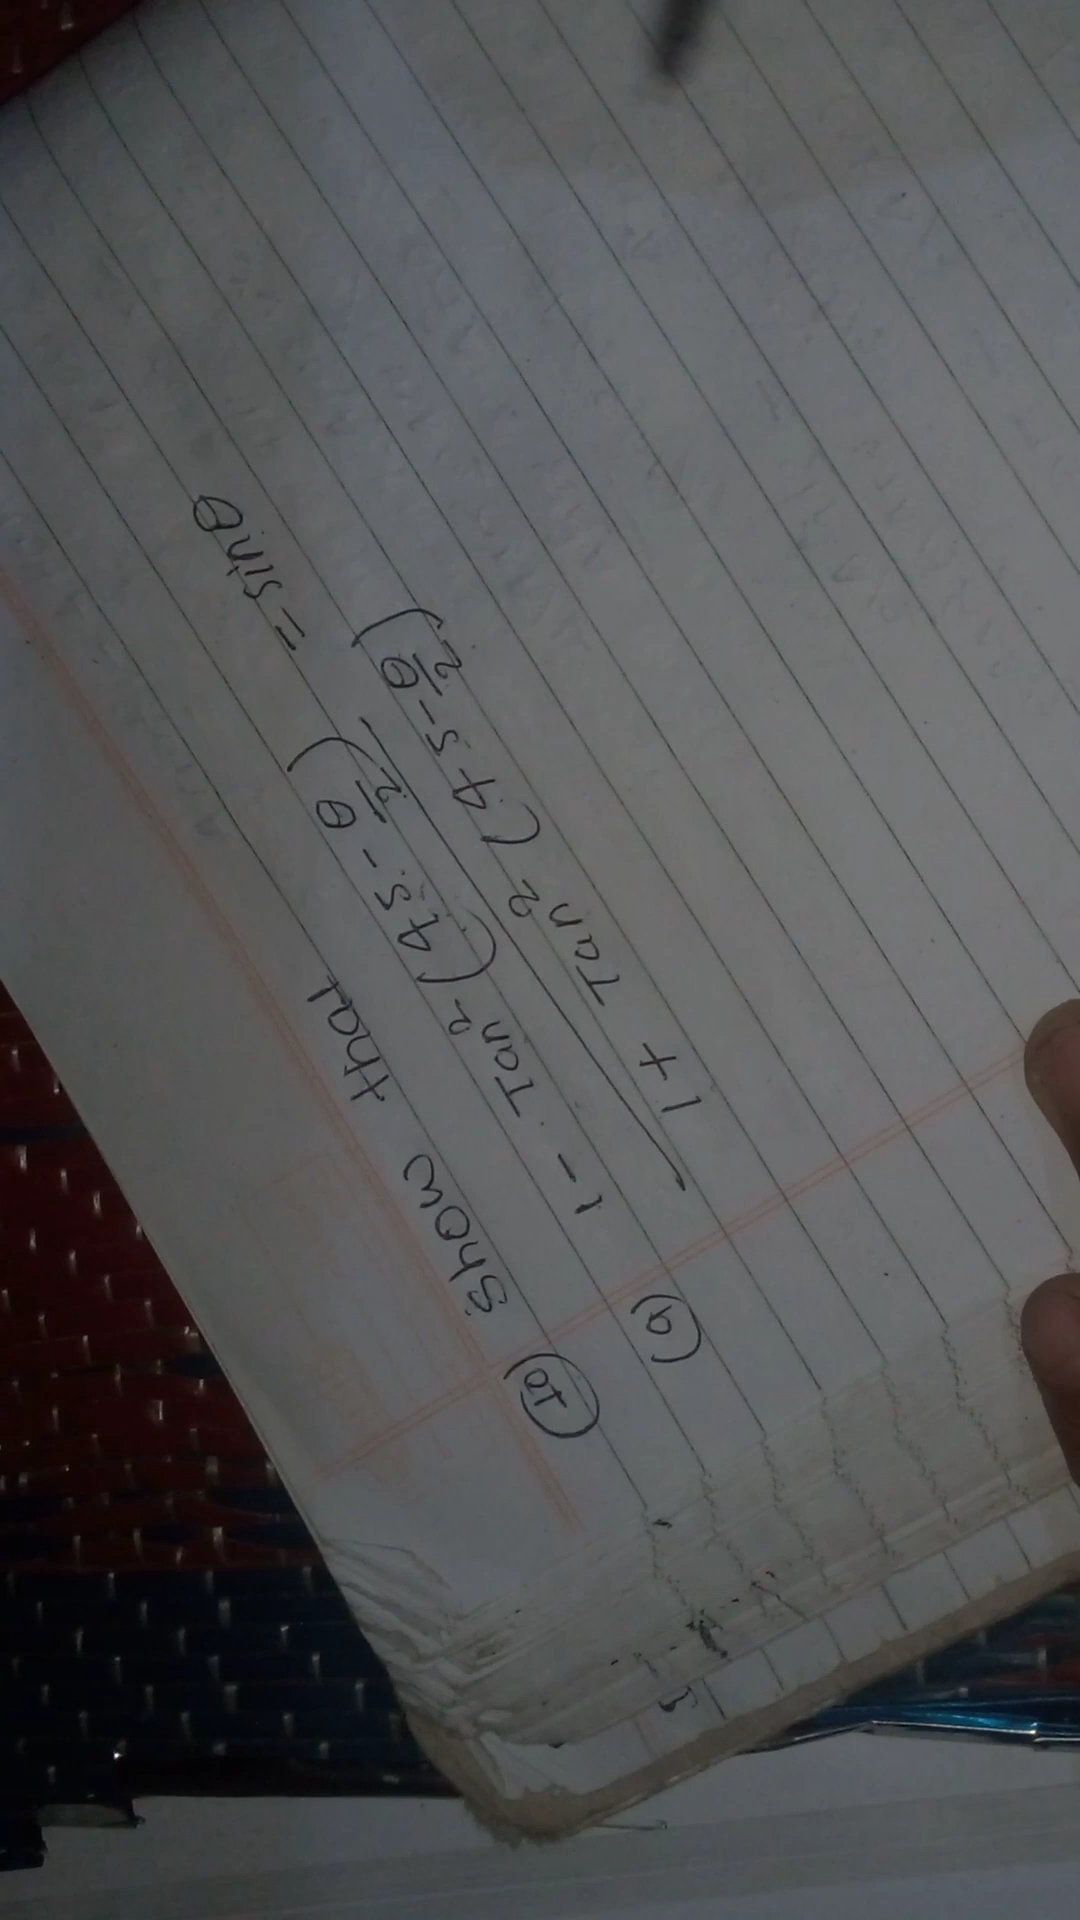 (10) Show that
(a) 1 - Tan² (45 - θ/2) = sinθ
1 + Tan² (45 - θ/2)